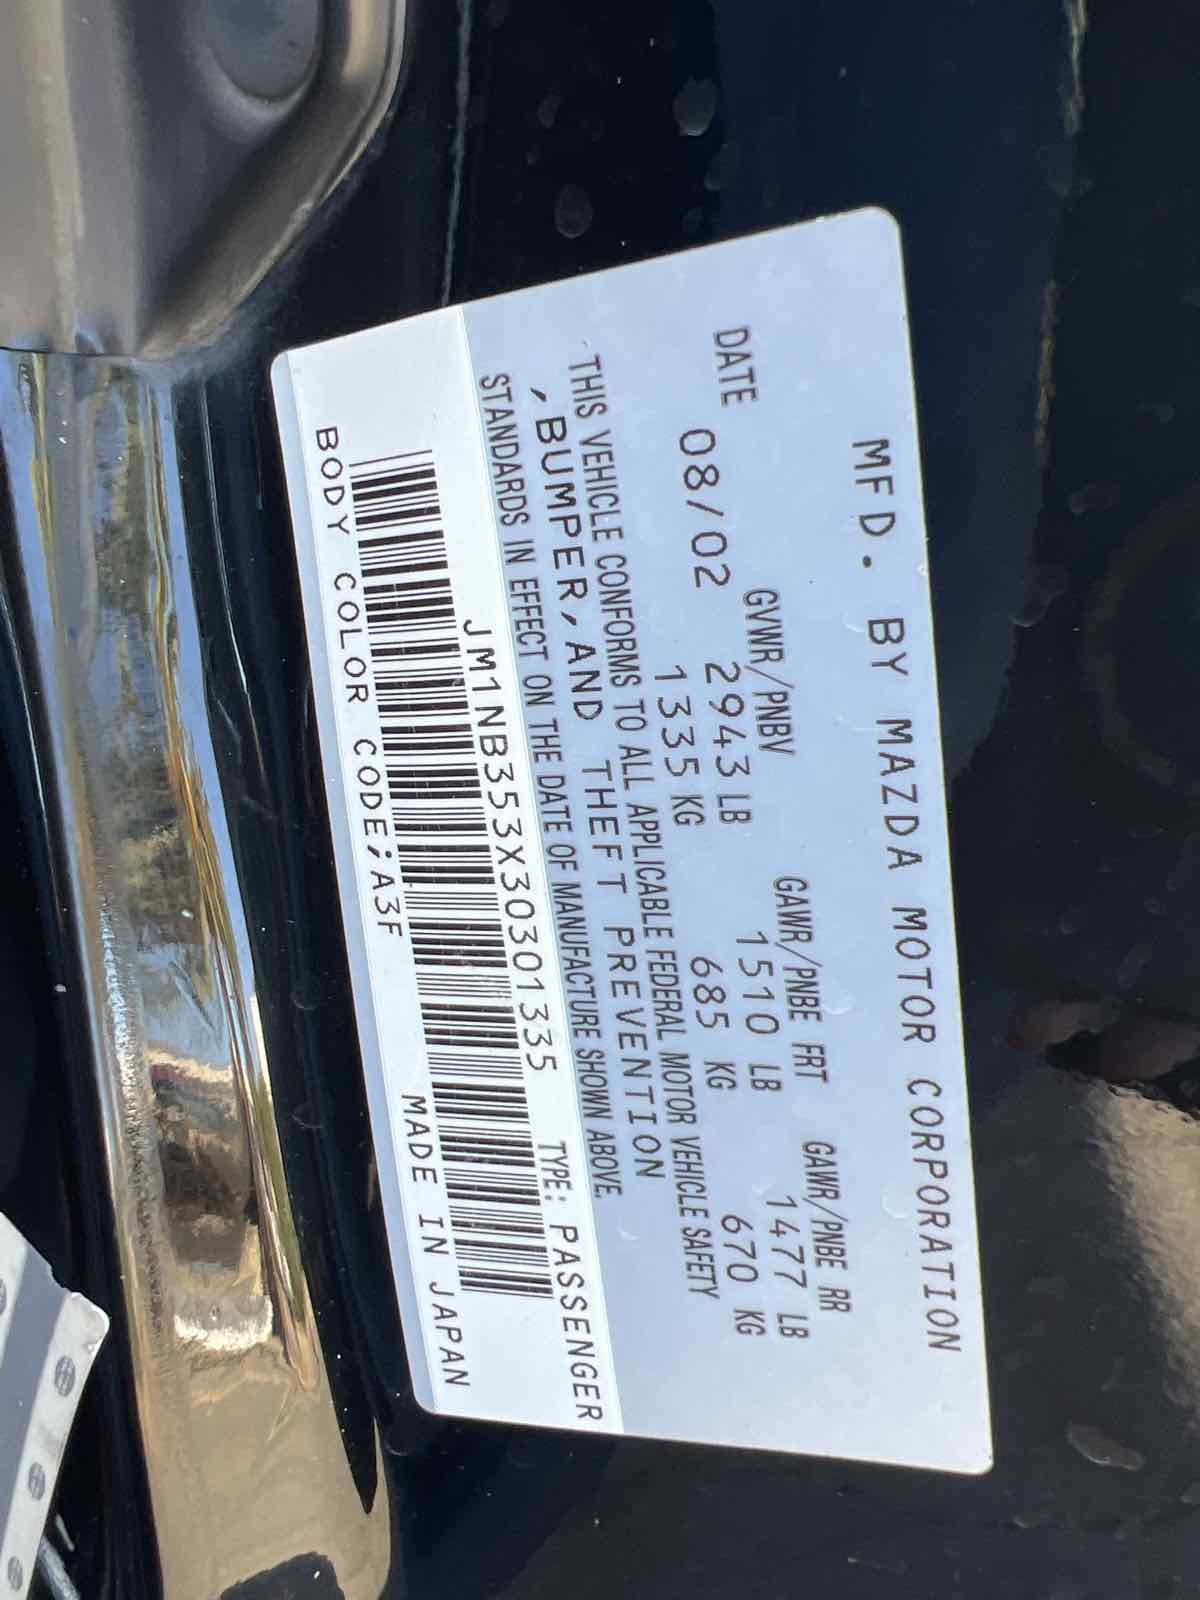 MFD. BY MAZDA MOTOR CORPORATION
DATE GVWR/PNBV GAWR/PNBE FRT GAWR/PNBE RR
08/02 2943 LB 1510 LB 1477 LB
1335 KG 685 KG 670 KG
THIS VEHICLE CONFORMS TO ALL APPLICABLE FEDERAL MOTOR VEHICLE SAFETY
, BUMPER, AND THEFT PREVENTION
STANDARDS IN EFFECT ON THE DATE OF MANUFACTURE SHOWN ABOVE.
JM1NB353X30301335 TYPE: PASSENGER
BODY COLOR CODE;A3F MADE IN JAPAN